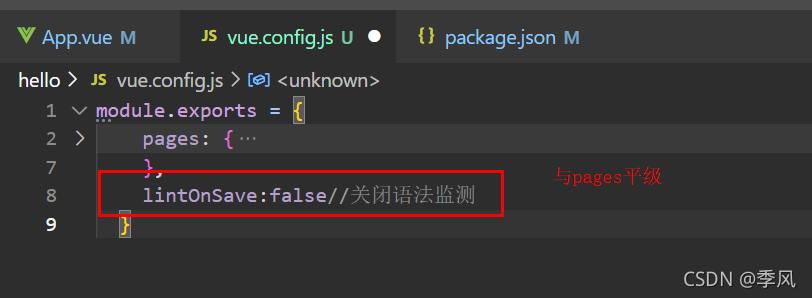 App.vue M JS vue.config.js U {} package.json M
hello > JS vue.config.js > <unknown>
1 module.exports = {
2 pages: { ...
7 },
8 lintOnSave:false//关闭语法监测 与pages平级
9 }
CSDN @季风